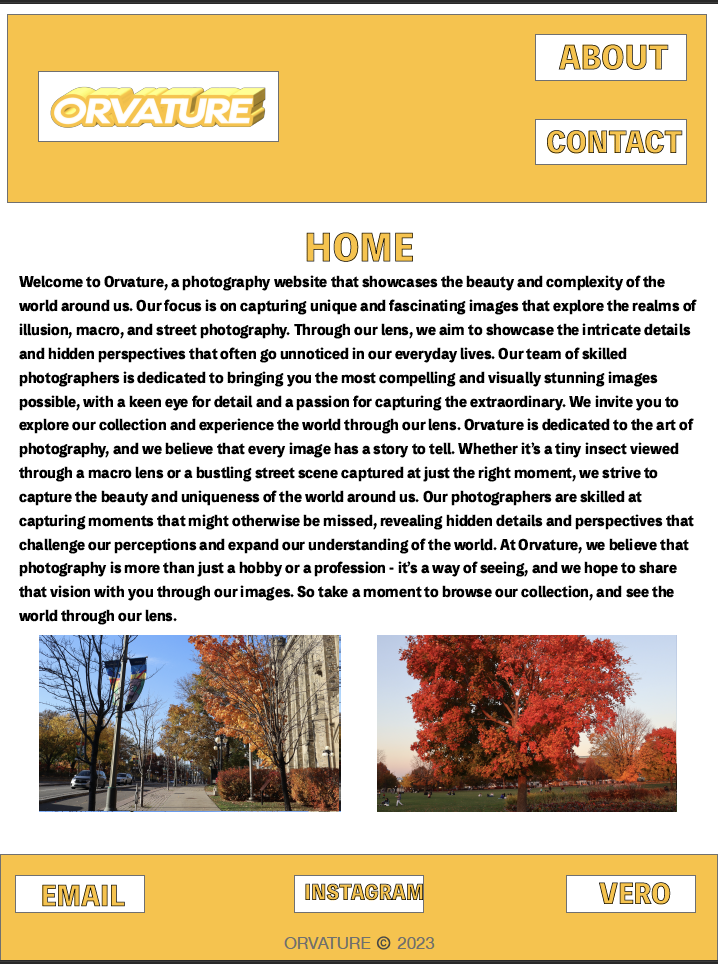 ABOUT
ORVATURE
CONTACT
HOME
Welcome to Orvature, a photography website that showcases the beauty and complexity of the
world around us. Our focus is on capturing unique and fascinating images that explore the realms of
illusion, macro, and street photography. Through our lens, we aim to showcase the intricate details
and hidden perspectives that often go unnoticed in our everyday lives. Our team of skilled
photographers is dedicated to bringing you the most compelling and visually stunning images
possible, with a keen eye for detail and a passion for capturing the extraordinary. We invite you to
explore our collection and experience the world through our lens. Orvature is dedicated to the art of
photography, and we believe that every image has a story to tell. Whether it’s a tiny insect viewed
through a macro lens or a bustling street scene captured at just the right moment, we strive to
capture the beauty and uniqueness of the world around us. Our photographers are skilled at
capturing moments that might otherwise be missed, revealing hidden details and perspectives that
challenge our perceptions and expand our understanding of the world. At Orvature, we believe that
photography is more than just a hobby or a profession - it’s a way of seeing, and we hope to share
that vision with you through our images. So take a moment to browse our collection, and see the
world through our lens.
EMAIL
INSTAGRAM
VERO
ORVATURE © 2023